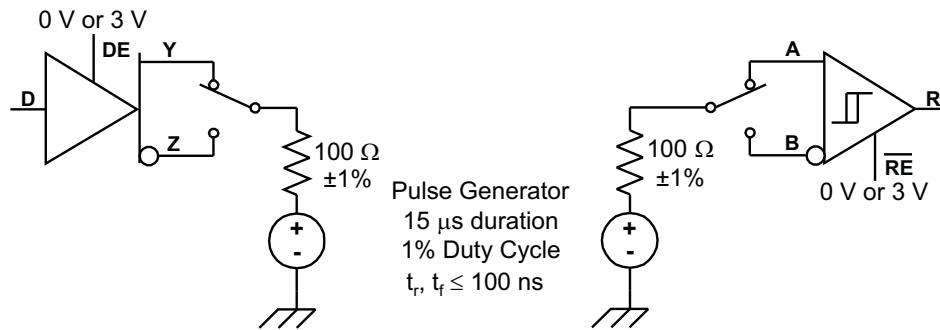 0 V or 3 V
DE
Y
D
Z
100 Ω
±1%
+
-
Pulse Generator
15 μs duration
1% Duty Cycle
tr, tf ≤ 100 ns
A
R
B
100 Ω
±1%
RE
0 V or 3 V
+
-